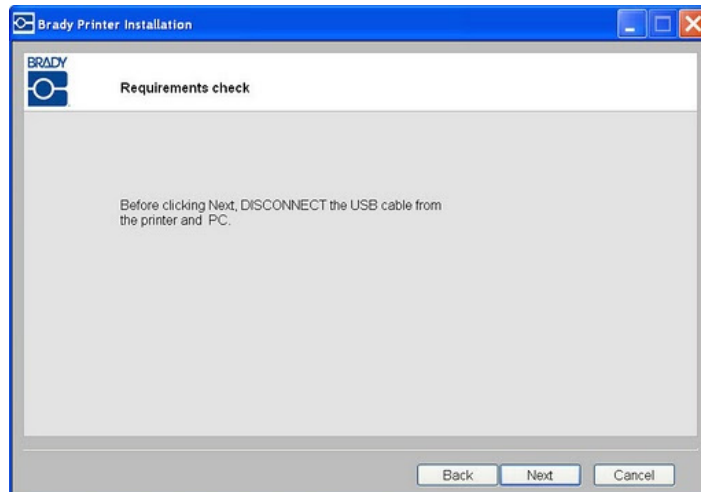 Brady Printer Installation
BRADY
Requirements check
Before clicking Next, DISCONNECT the USB cable from
the printer and PC.
Back Next Cancel